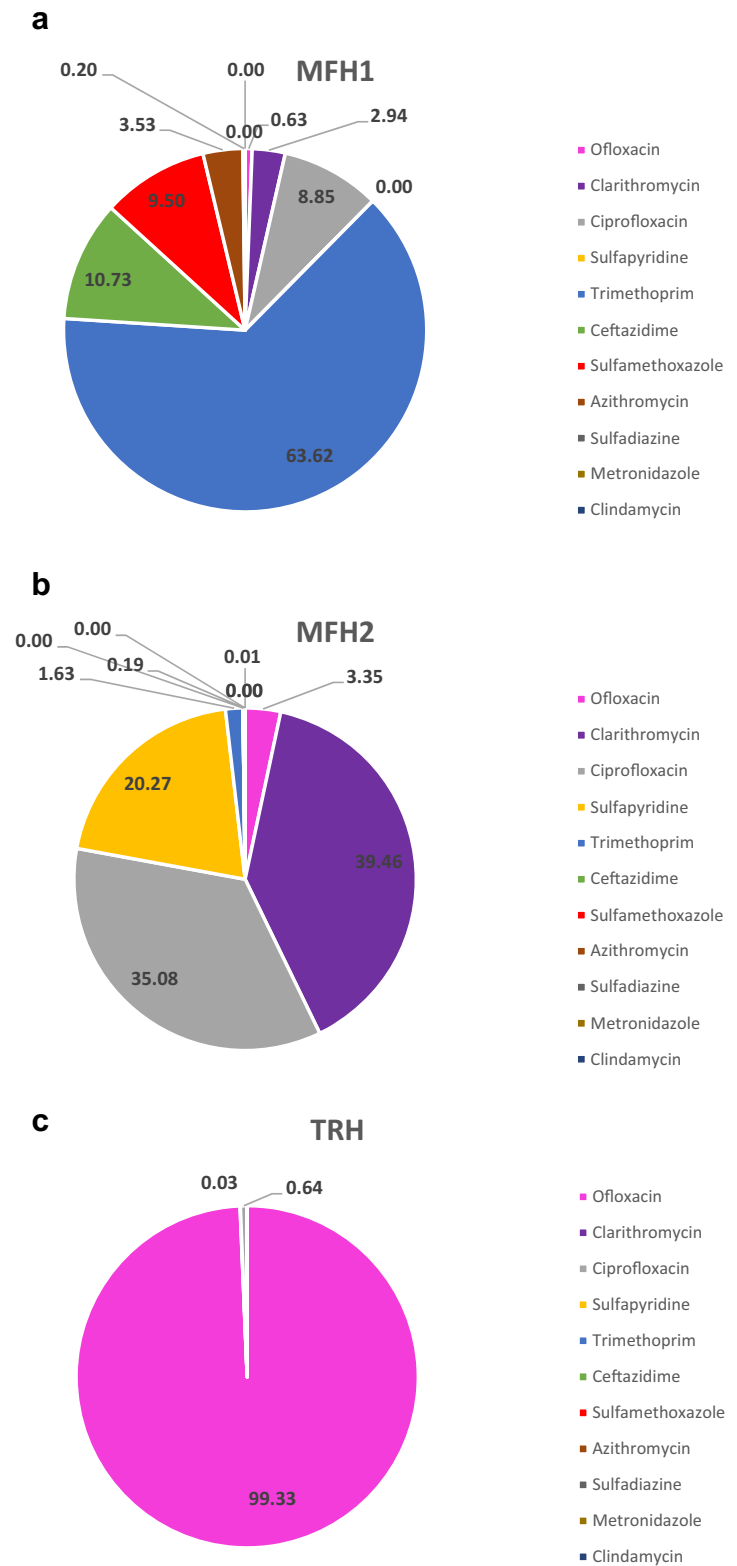 a
MFH1
0.00
0.20
0.63
2.94
3.53
0.00
0.00
9.50
8.85
10.73
63.62
Ofloxacin
Clarithromycin
Ciprofloxacin
Sulfapyridine
Trimethoprim
Ceftazidime
Sulfamethoxazole
Azithromycin
Sulfadiazine
Metronidazole
Clindamycin
b
MFH2
0.00
0.00
0.01
0.19
1.63
0.00
3.35
20.27
39.46
35.08
Ofloxacin
Clarithromycin
Ciprofloxacin
Sulfapyridine
Trimethoprim
Ceftazidime
Sulfamethoxazole
Azithromycin
Sulfadiazine
Metronidazole
Clindamycin
c
TRH
0.03
0.64
99.33
Ofloxacin
Clarithromycin
Ciprofloxacin
Sulfapyridine
Trimethoprim
Ceftazidime
Sulfamethoxazole
Azithromycin
Sulfadiazine
Metronidazole
Clindamycin